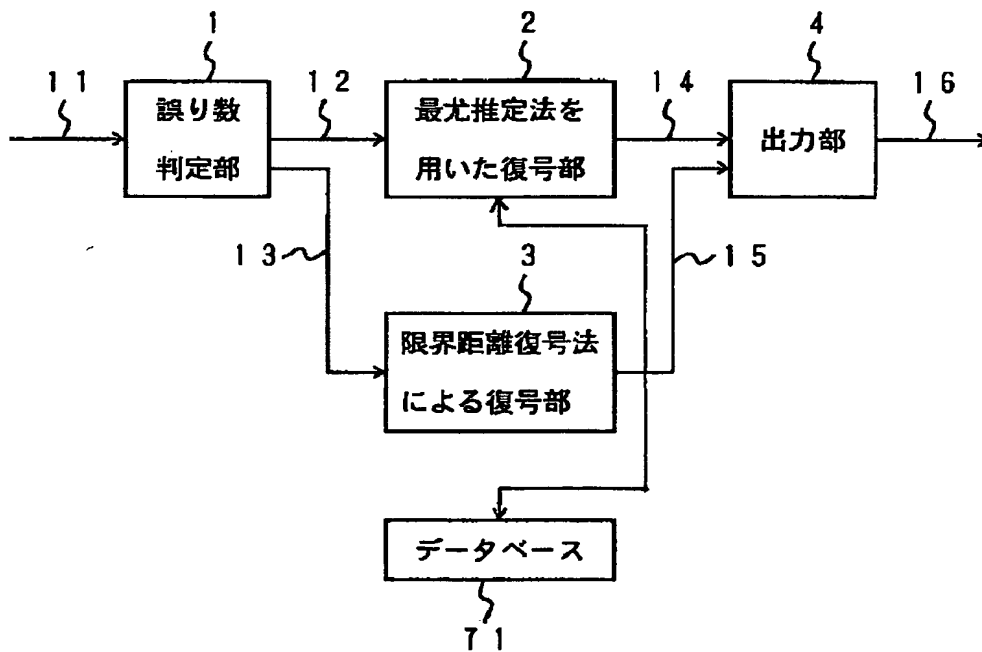 1
2
4
11
12
14
16
誤り数
判定部
最尤推定法を
用いた復号部
出力部
13
3
15
限界距離復号法
による復号部
データベース
71